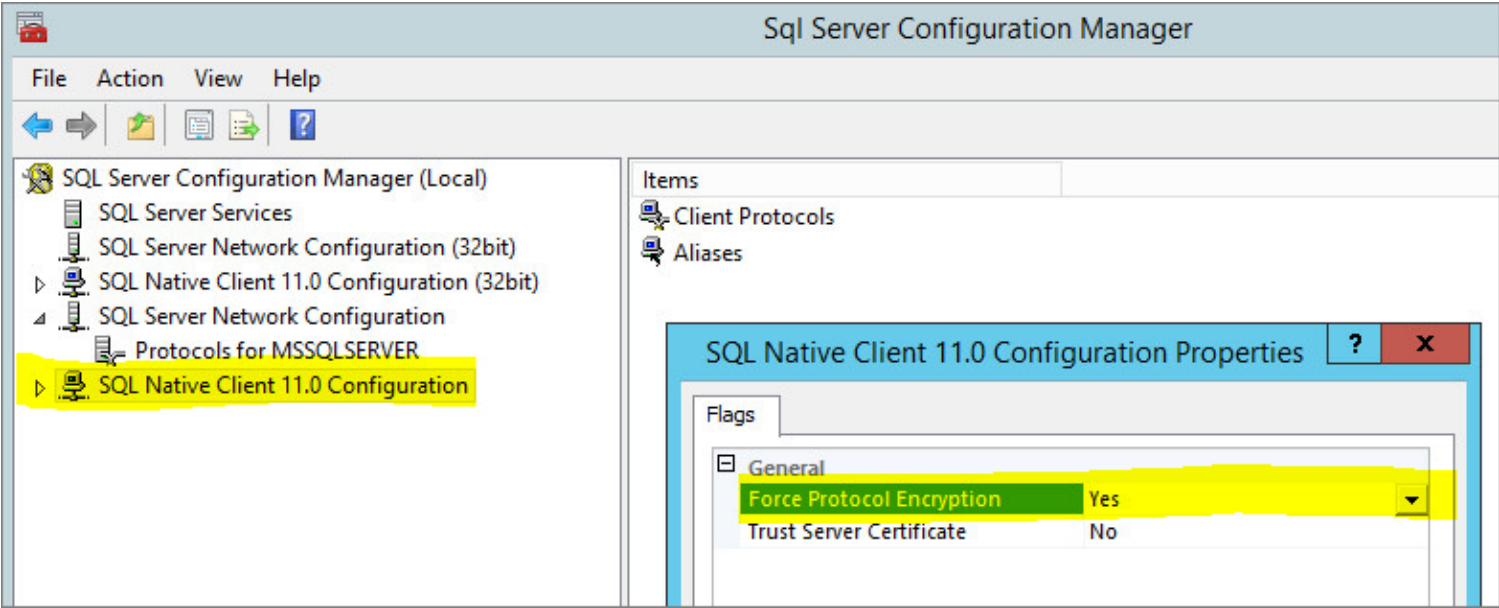 Sql Server Configuration Manager
File Action View Help
SQL Server Configuration Manager (Local)
SQL Server Services
SQL Server Network Configuration (32bit)
SQL Native Client 11.0 Configuration (32bit)
SQL Server Network Configuration
Protocols for MSSQLSERVER
SQL Native Client 11.0 Configuration
Items
Client Protocols
Aliases
SQL Native Client 11.0 Configuration Properties ? x
Flags
General
Force Protocol Encryption Yes
Trust Server Certificate No